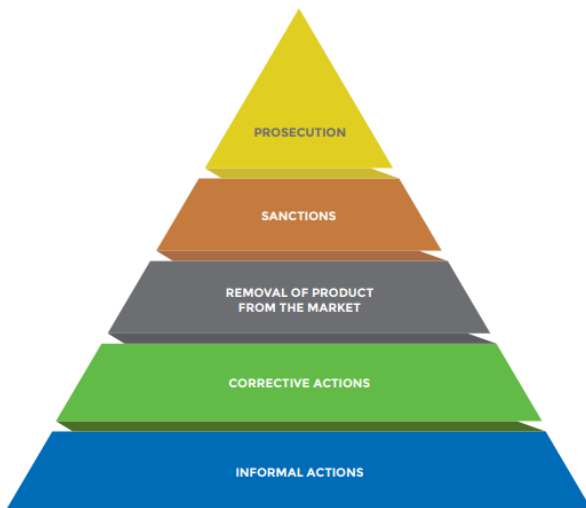 PROSECUTION
SANCTIONS
REMOVAL OF PRODUCT
FROM THE MARKET
CORRECTIVE ACTIONS
INFORMAL ACTIONS